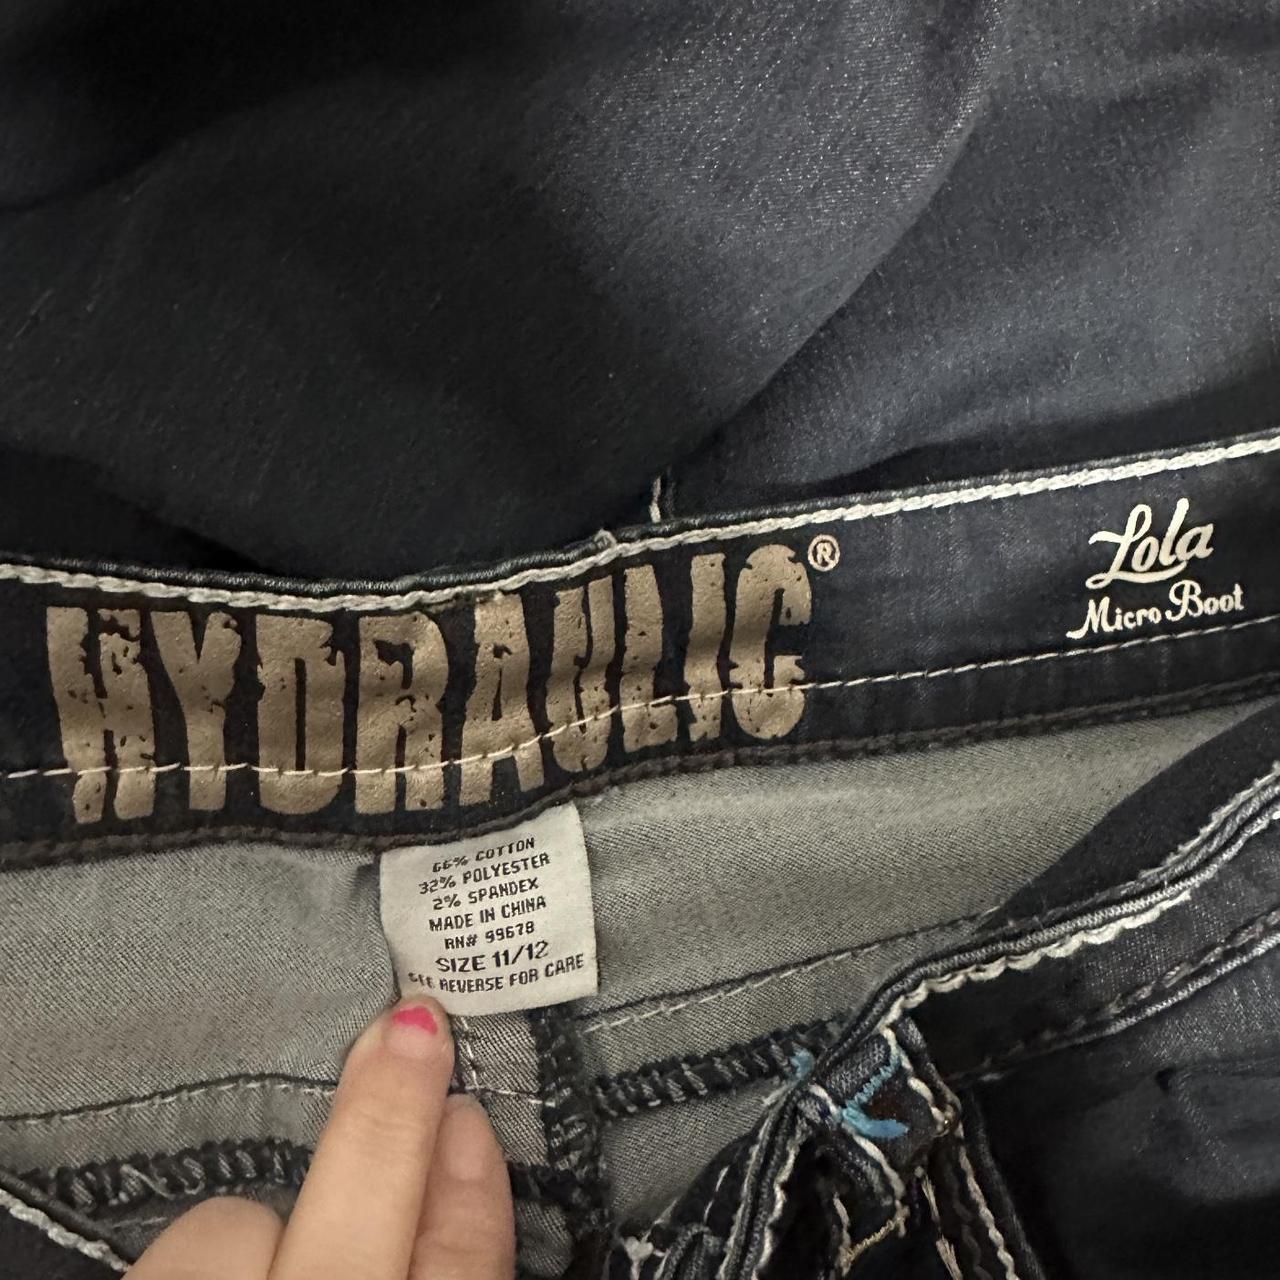 HYDRAULIC®
Lola
Micro Boot
66% COTTON
32% POLYESTER
2% SPANDEX
MADE IN CHINA
RN# 99678
SIZE 11/12
SEE REVERSE FOR CARE